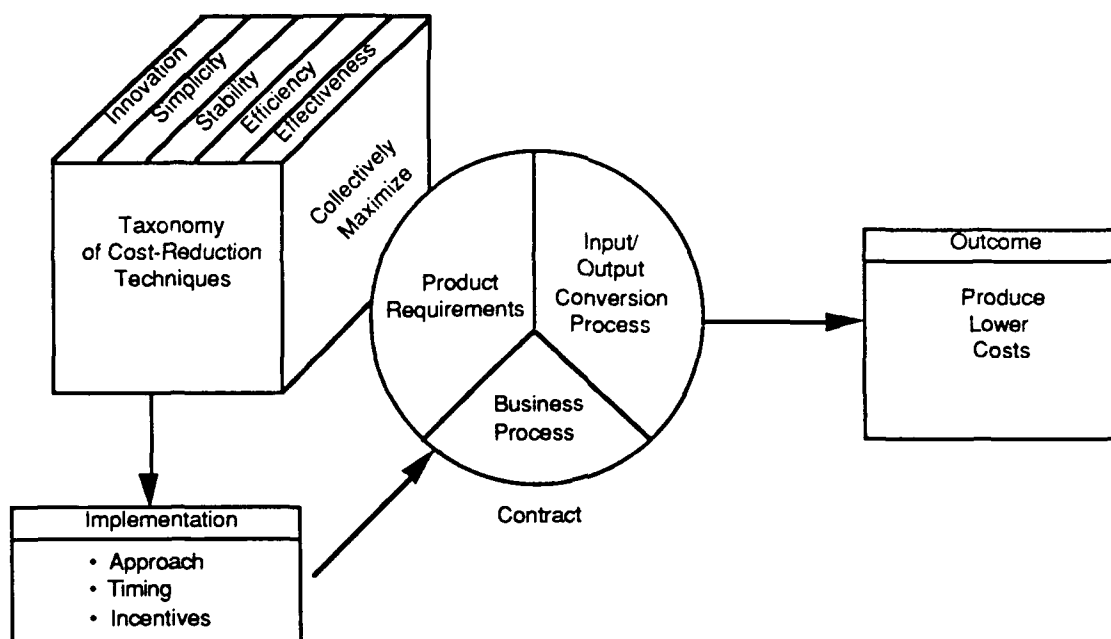 Innovation
Simplicity
Stability
Efficiency
Effectiveness
Collectively
Maximize
Taxonomy
of Cost-Reduction
Techniques
Product
Requirements
Input/
Output
Conversion
Process
Business
Process
Contract
Outcome
Produce
Lower
Costs
Implementation
• Approach
• Timing
• Incentives